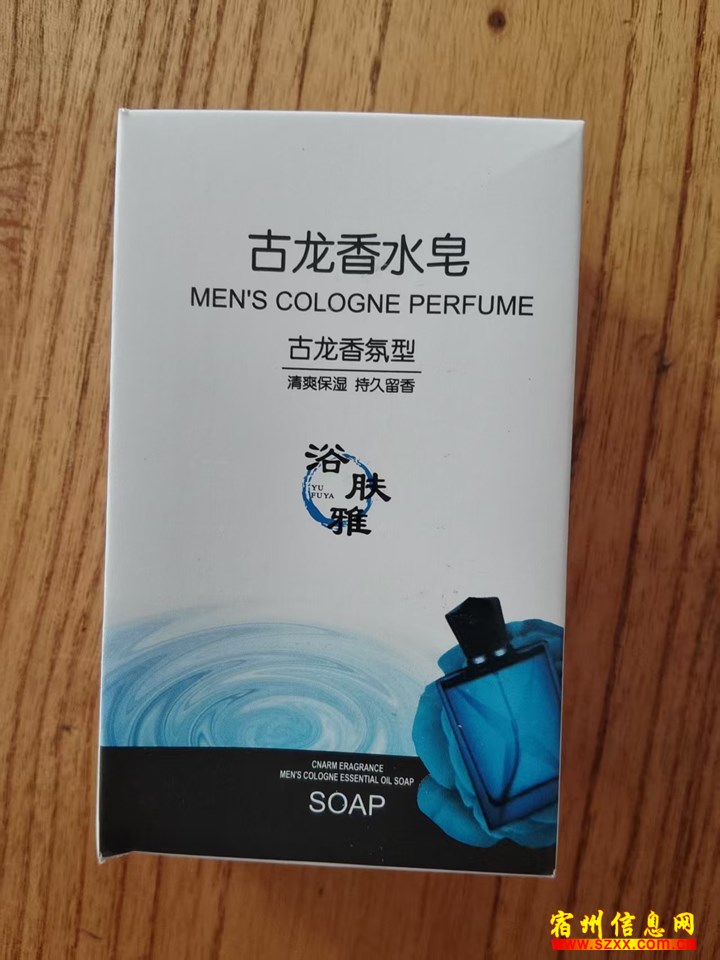 古龙香水皂
MEN'S COLOGNE PERFUME
古龙香氛型
清爽保湿 持久留香
浴
肤
雅
YU
FUYA
CNARM ERAGRANCE
MEN'S COLOGNE ESSENTIAL OIL SOAP
SOAP
宿州信息网
www.szxx.com.cn